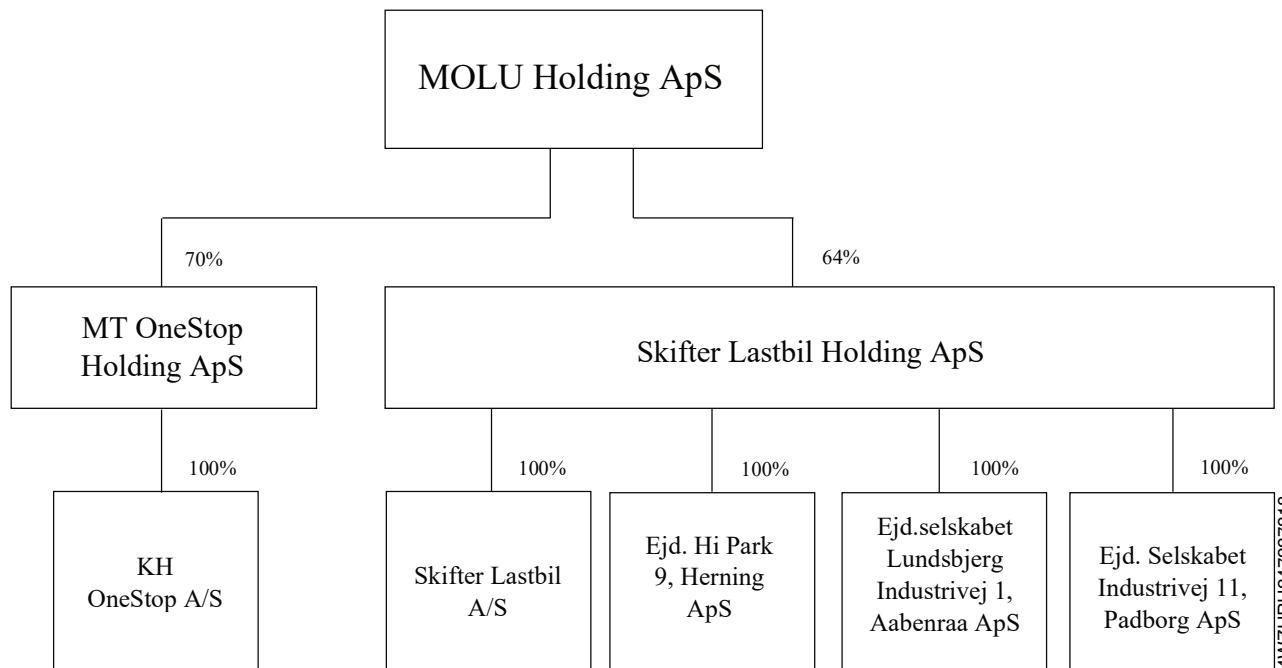 MOLU Holding ApS
70%
64%
MT OneStop
Holding ApS
Skifter Lastbil Holding ApS
100%
100%
100%
100%
100%
KH
OneStop A/S
Skifter Lastbil
A/S
Ejd. Hi Park
9, Herning
ApS
Ejd.selskabet
Lundsbjerg
Industrivej 1,
Aabenraa ApS
Ejd. Selskabet
Industrivej 11,
Padborg ApS